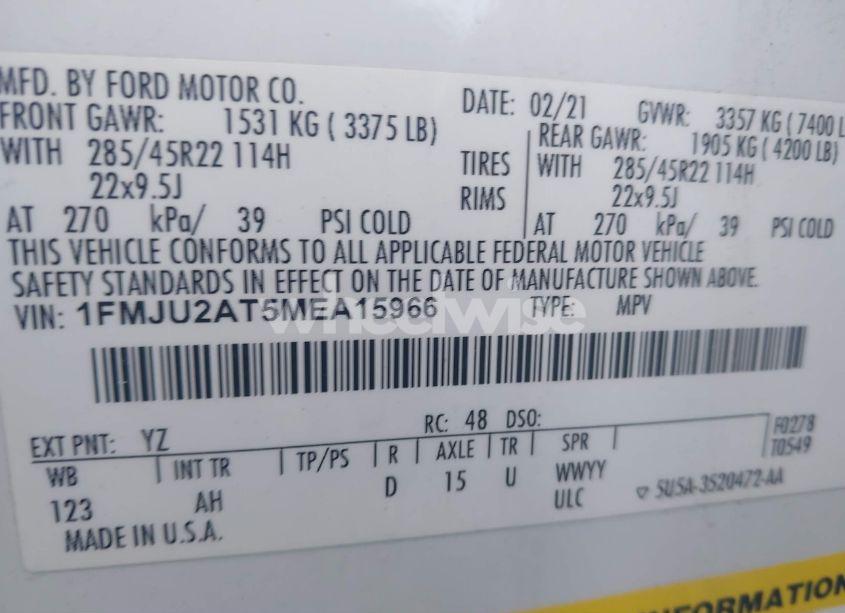 MFD. BY FORD MOTOR CO.
DATE: 02/21 GVWR: 3357 KG ( 7400 L
FRONT GAWR: 1531 KG ( 3375 LB) REAR GAWR: 1905 KG ( 4200 LB)
WITH 285/45R22 114H TIRES WITH 285/45R22 114H
22x9.5J RIMS 22x9.5J
AT 270 kPa/ 39 PSI COLD AT 270 kPa/ 39 PSI COLD
THIS VEHICLE CONFORMS TO ALL APPLICABLE FEDERAL MOTOR VEHICLE
SAFETY STANDARDS IN EFFECT ON THE DATE OF MANUFACTURE SHOWN ABOVE.
VIN: 1FMJU2AT5MEA15966 TYPE: MPV
wheelwise
EXT PNT: YZ RC: 48 DSO: F0278
T0549
WB INT TR TP/PS R AXLE TR SPR
123 AH D 15 U WWYY
ULC 5U5A-3520472-AA
MADE IN U.S.A.
INFORMATION